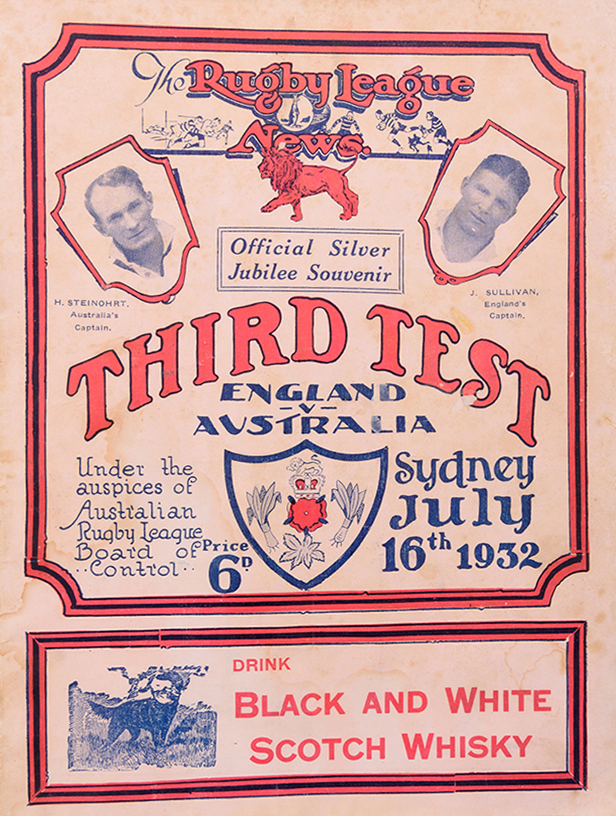 The Rugby League
News.
Official Silver
Jubilee Souvenir
H. STEINOHRT.
Australia's
Captain.
J. SULLIVAN,
England's
Captain.
THIRD TEST
ENGLAND
-V-
AUSTRALIA
Under the
auspices of
Australian
Rugby League
Board of
..Control..
Price
6D
Sydney
July
16th 1932
DRINK
BLACK AND WHITE
SCOTCH WHISKY